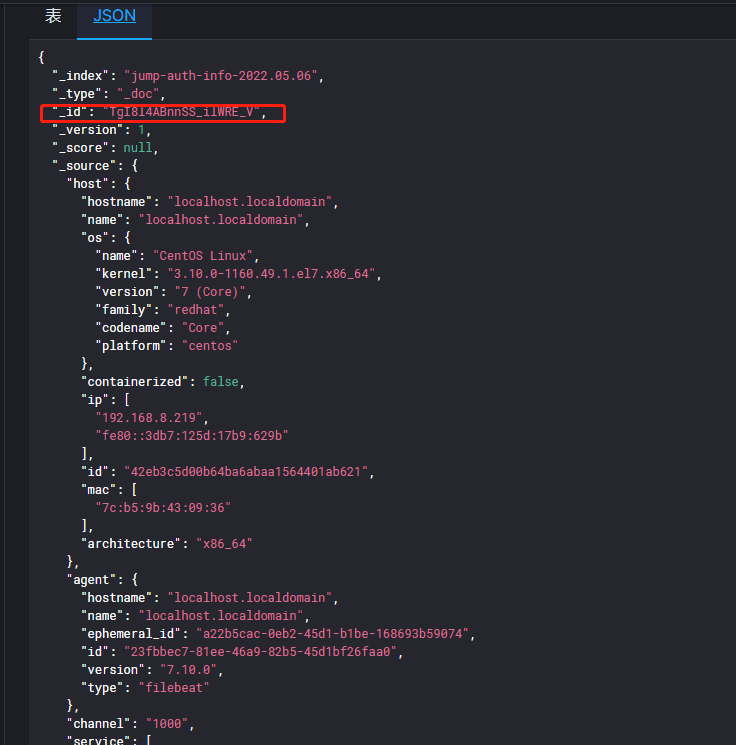 表 JSON
{
"_index": "jump-auth-info-2022.05.06",
"_type": "_doc",
"_id": "TgI8I4ABnnSS_ilWRE_V",
"_version": 1,
"_score": null,
"_source": {
"host": {
"hostname": "localhost.localdomain",
"name": "localhost.localdomain",
"os": {
"name": "CentOS Linux",
"kernel": "3.10.0-1160.49.1.el7.x86_64",
"version": "7 (Core)",
"family": "redhat",
"codename": "Core",
"platform": "centos"
},
"containerized": false,
"ip": [
"192.168.8.219",
"fe80::3db7:125d:17b9:629b"
],
"id": "42eb3c5d00b64ba6abaa1564401ab621",
"mac": [
"7c:b5:9b:43:09:36"
],
"architecture": "x86_64"
},
"agent": {
"hostname": "localhost.localdomain",
"name": "localhost.localdomain",
"ephemeral_id": "a22b5cac-0eb2-45d1-b1be-168693b59074",
"id": "23fbbec7-81ee-46a9-82b5-45d1bf26faa0",
"version": "7.10.0",
"type": "filebeat"
},
"channel": "1000",
"service": [